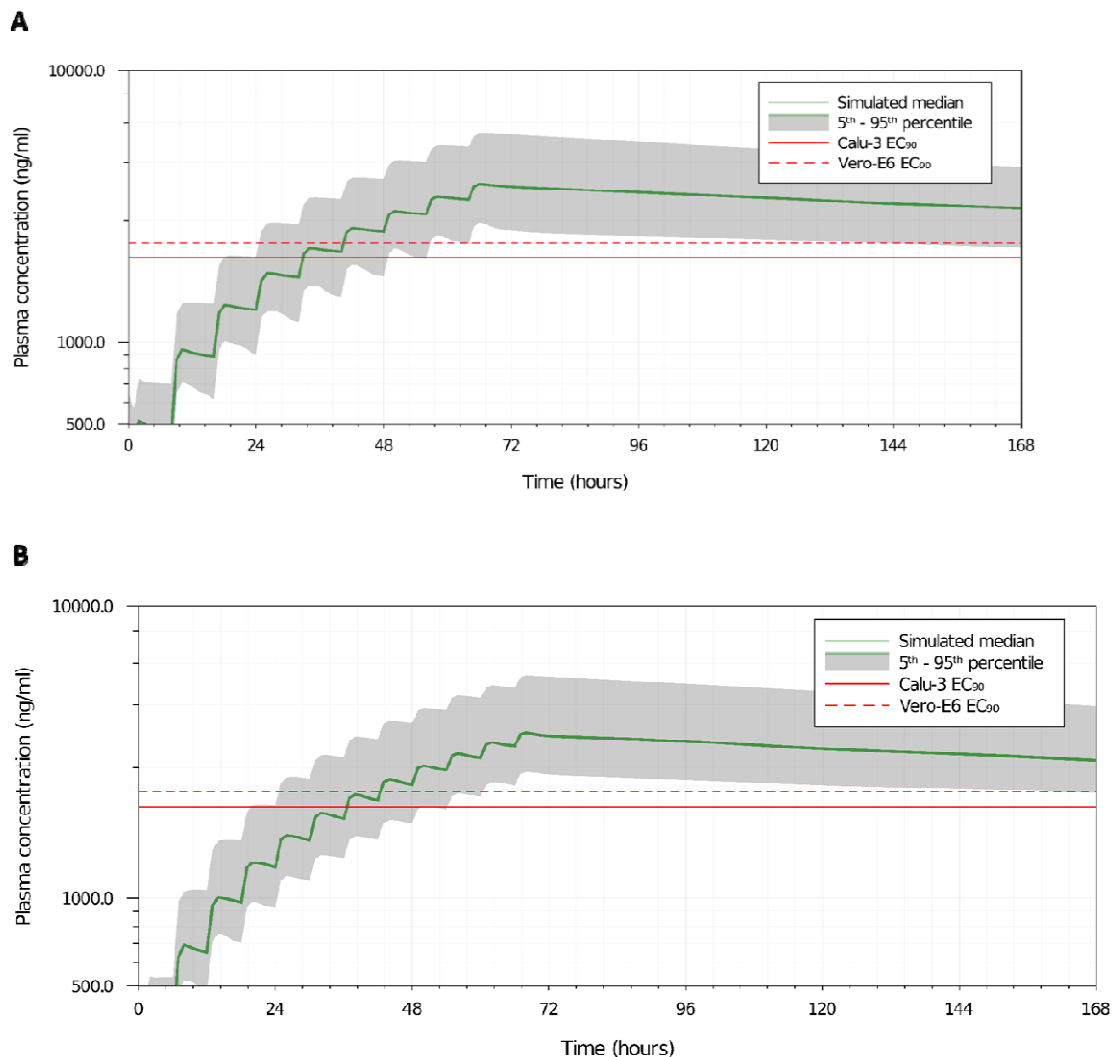 A
10000.0
1000.0
500.0
Plasma concentration (ng/ml)
Simulated median
5th - 95th percentile
Calu-3 EC90
Vero-E6 EC90
0 24 48 72 96 120 144 168
Time (hours)
B
10000.0
1000.0
500.0
Plasma concentration (ng/ml)
Simulated median
5th - 95th percentile
Calu-3 EC90
Vero-E6 EC90
0 24 48 72 96 120 144 168
Time (hours)